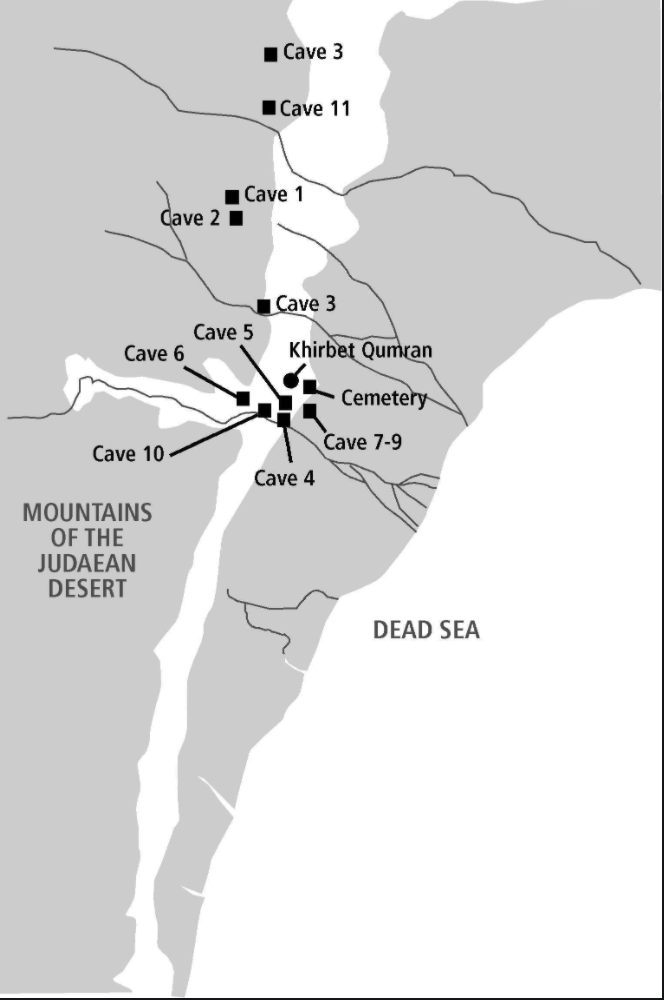 Cave 3
Cave 11
Cave 1
Cave 2
Cave 3
Cave 5
Khirbet Qumran
Cave 6
Cemetery
Cave 7-9
Cave 10
Cave 4
MOUNTAINS
OF THE
JUDAEAN
DESERT
DEAD SEA